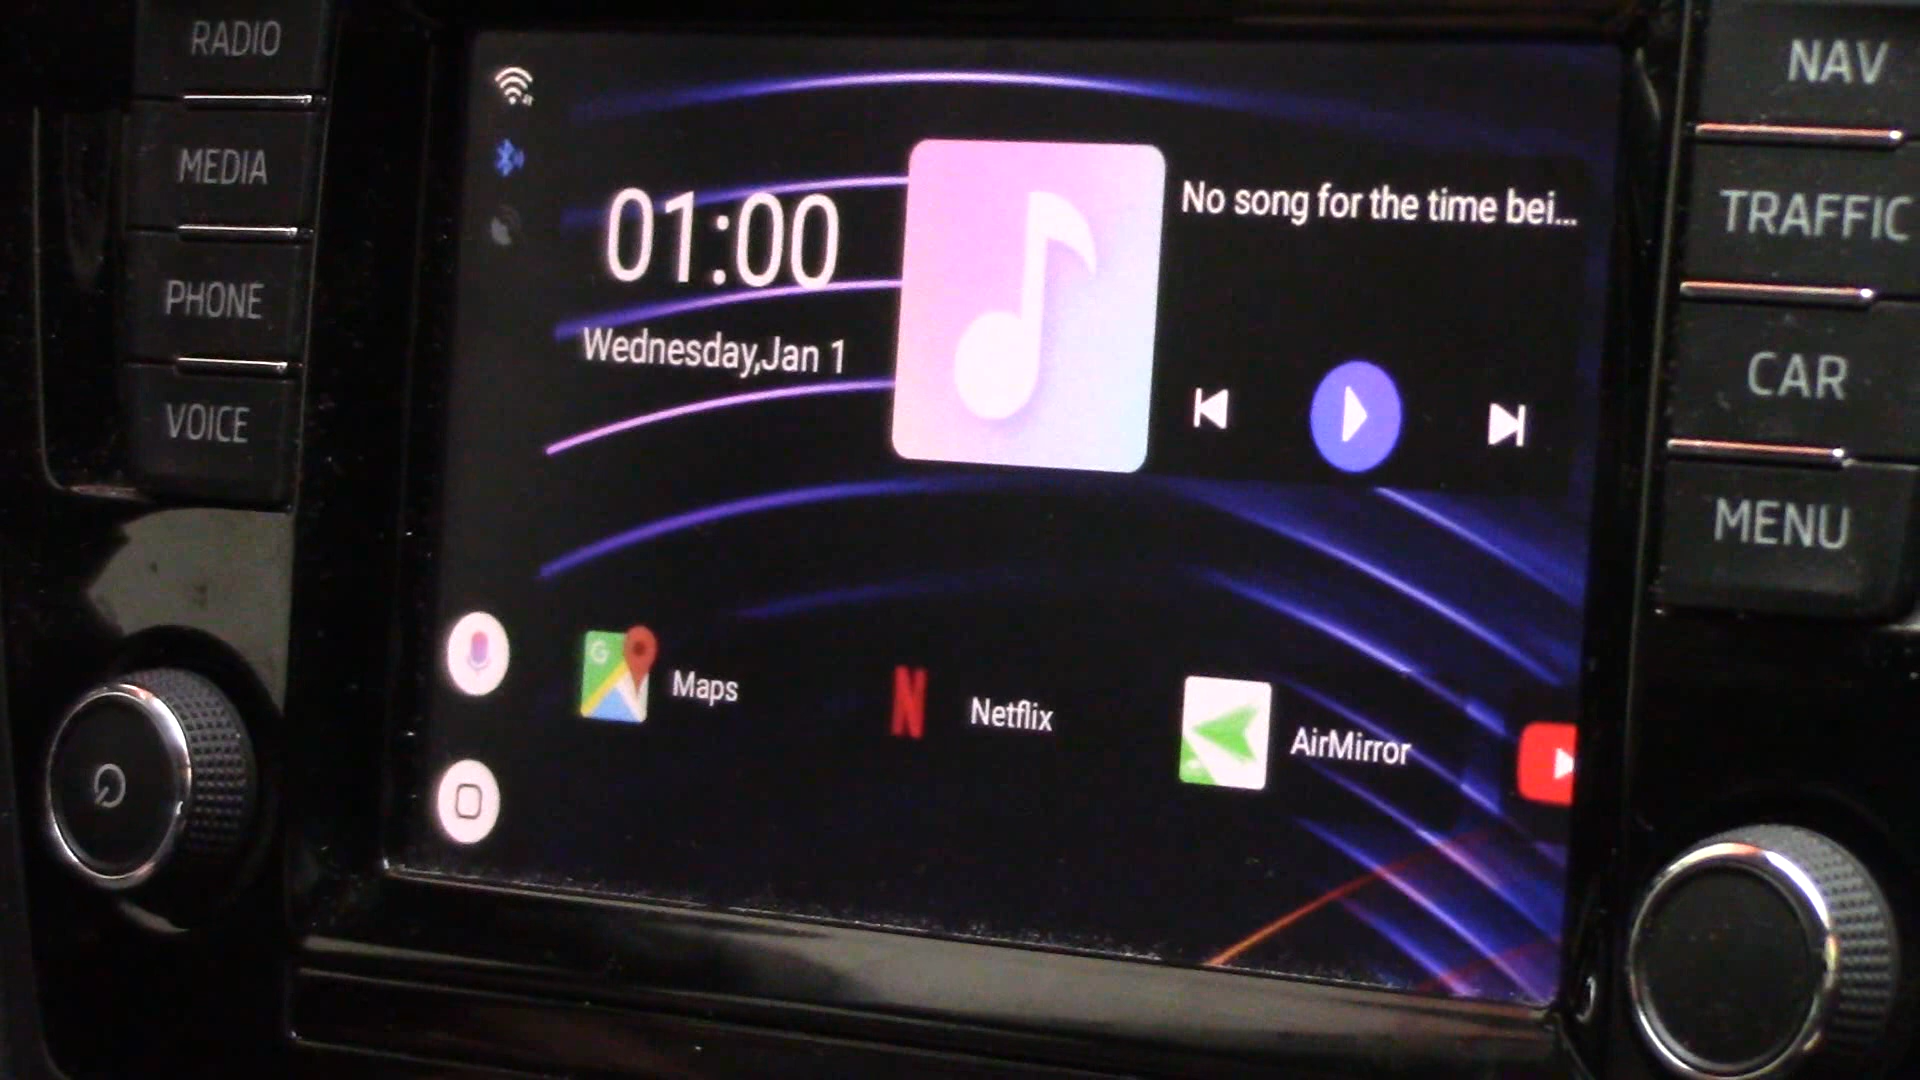 RADIO
MEDIA
PHONE
VOICE
01:00
Wednesday,Jan 1
No song for the time bei...
G
Maps
N
Netflix
AirMirror
NAV
TRAFFIC
CAR
MENU